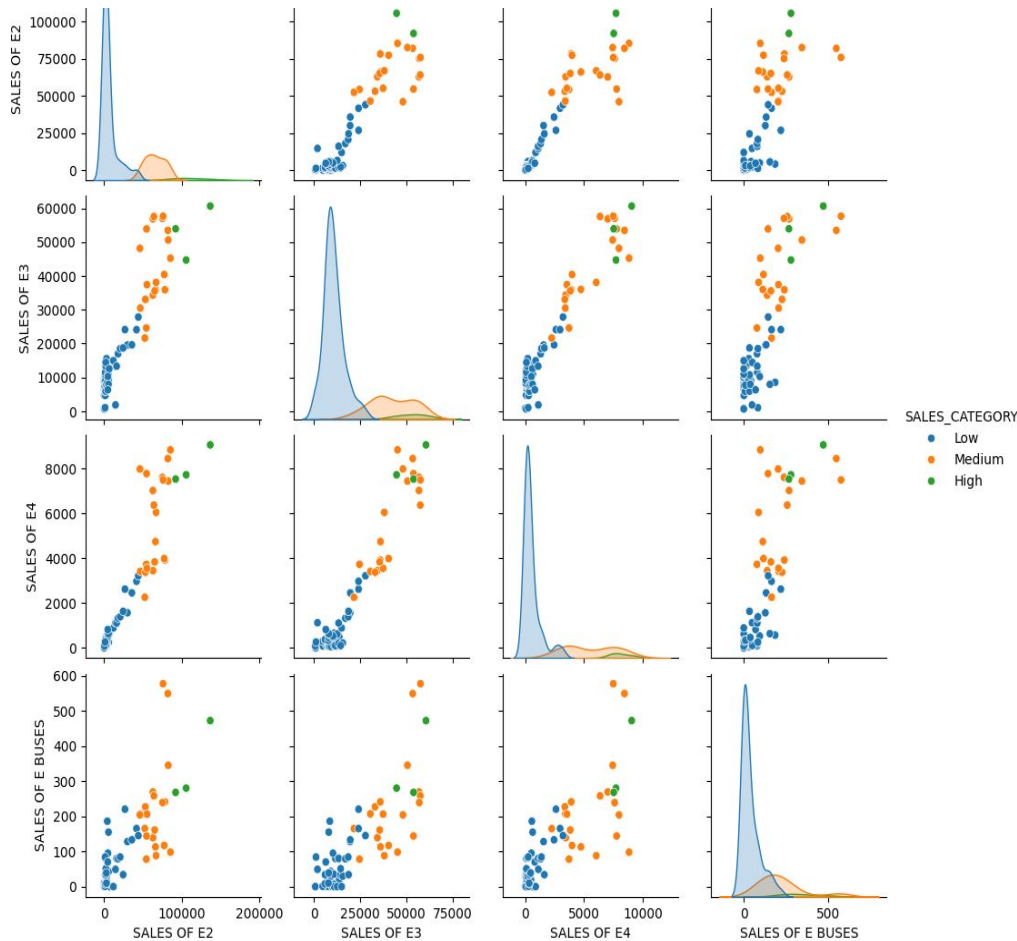 SALES OF E2
100000
75000
50000
25000
0
SALES OF E3
60000
50000
40000
30000
20000
10000
0
SALES_CATEGORY
Low
Medium
High
SALES OF E4
8000
6000
4000
2000
0
SALES OF E BUSES
600
500
400
300
200
100
0
0 100000 200000
0 25000 50000 75000
0 5000 10000
0 500
SALES OF E2 SALES OF E3 SALES OF E4 SALES OF E BUSES